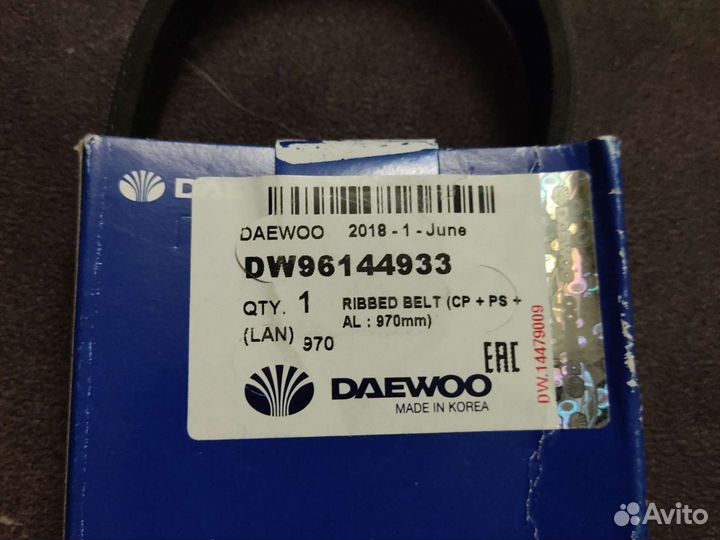 DAEWOO 2018 - 1 - June
DW96144933
QTY. 1 RIBBED BELT (CP + PS +
AL : 970mm)
(LAN) 970
EAC
DAEWOO
MADE IN KOREA
DW.14479009
Avito